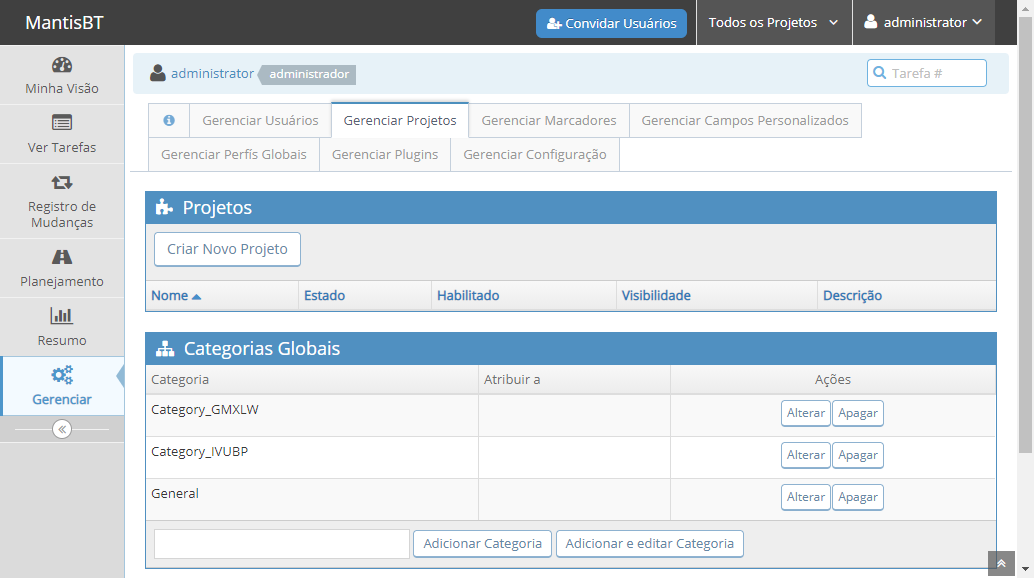 MantisBT
Convidar Usuários
Todos os Projetos
administrator
Minha Visão
Ver Tarefas
Registro de
Mudanças
Planejamento
Resumo
Gerenciar
administrator administrador
Tarefa #
Gerenciar Usuários Gerenciar Projetos Gerenciar Marcadores Gerenciar Campos Personalizados
Gerenciar Perfís Globais Gerenciar Plugins Gerenciar Configuração
Projetos
Criar Novo Projeto
Nome Estado Habilitado Visibilidade Descrição
Categorias Globais
Categoria Atribuir a Ações
Category_GMXLW Alterar Apagar
Category_IVUBP Alterar Apagar
General Alterar Apagar
Adicionar Categoria Adicionar e editar Categoria